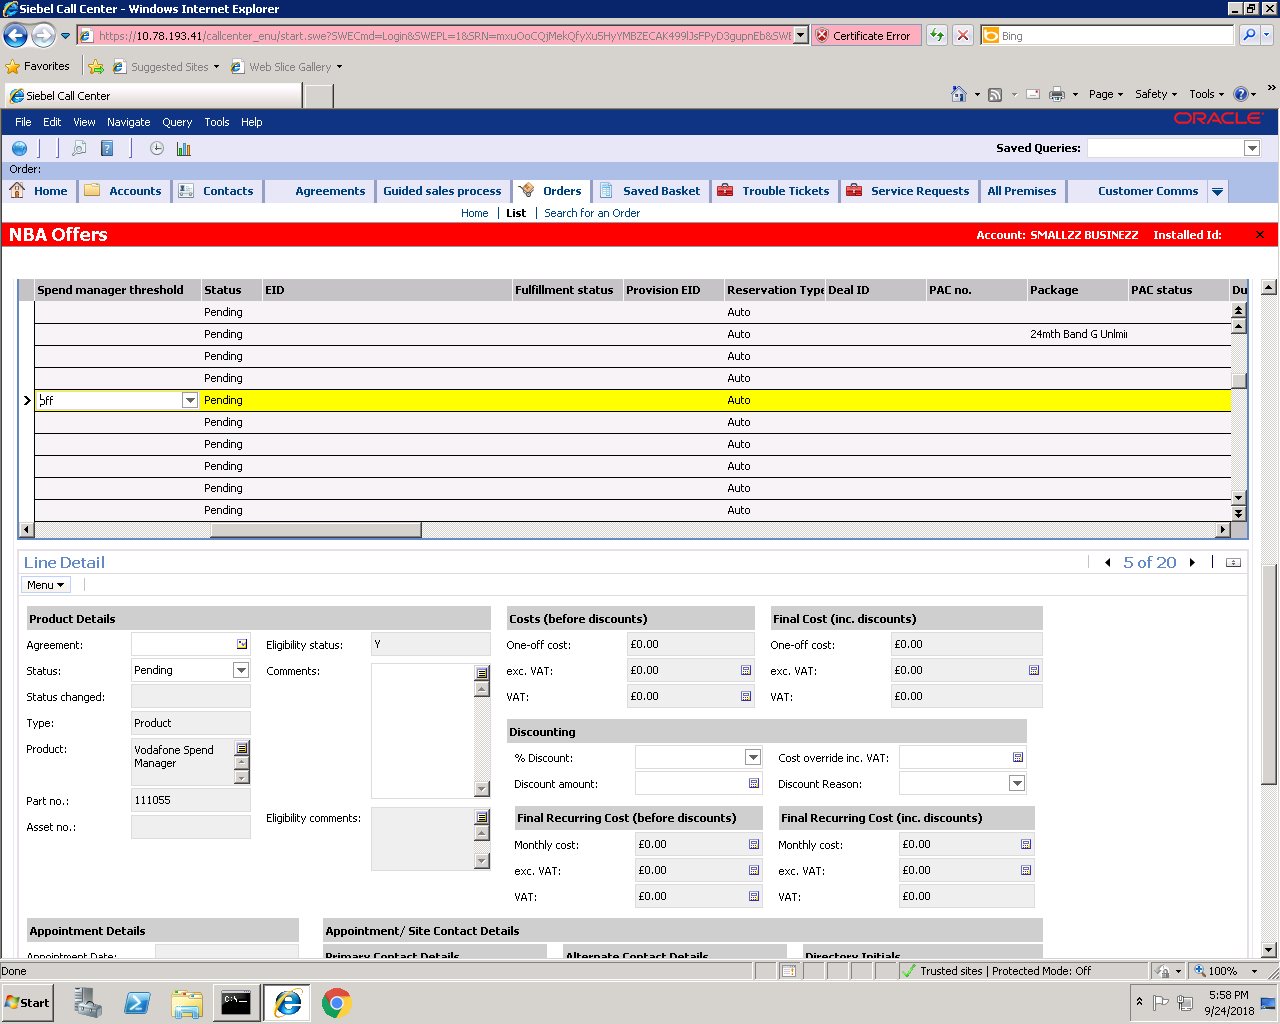 Siebel Call Center - Windows Internet Explorer
https://10.78.193.41/callcenter_enu/start.swe?SWECmd=Login&SWEPL=1&SRN= Certificate Error Bing
Favorites Suggested Sites Web Slice Gallery
Siebel Call Center Page Safety Tools
File Edit View Navigate Query Tools Help ORACLE
Saved Queries:
Order:
Home Accounts Contacts Agreements Guided sales process Orders Saved Basket Trouble Tickets Service Requests All Premises Customer Comms
Home List Search for an Order
NBA Offers Account: SMALLZZ BUSINEZZ Installed Id:
Spend manager threshold Status EID Fulfillment status Provision EID Reservation Type Deal ID PAC no. Package PAC status Du
Pending Auto
Pending Auto 24mth Band G Unlmi
Pending Auto
Pending Auto
Off Pending Auto
Pending Auto
Pending Auto
Pending Auto
Pending Auto
Pending Auto
Line Detail 5 of 20
Menu
Product Details Costs (before discounts) Final Cost (inc. discounts)
Agreement: Eligibility status: Y One-off cost: £0.00 One-off cost: £0.00
Status: Pending Comments: exc. VAT: £0.00 exc. VAT: £0.00
Status changed: VAT: £0.00 VAT: £0.00
Type: Product
Discounting
Product: Vodafone Spend Manager
% Discount: Cost override inc. VAT:
Discount amount: Discount Reason:
Part no.: 111055
Asset no.: Eligibility comments: Final Recurring Cost (before discounts) Final Recurring Cost (inc. discounts)
Monthly cost: £0.00 Monthly cost: £0.00
exc. VAT: £0.00 exc. VAT: £0.00
VAT: £0.00 VAT: £0.00
Appointment Details Appointment/ Site Contact Details
Appointment Date: Primary Contact Details Alternate Contact Details Directory Initials
Done Trusted sites | Protected Mode: Off 100%
Start 5:58 PM
9/24/2018